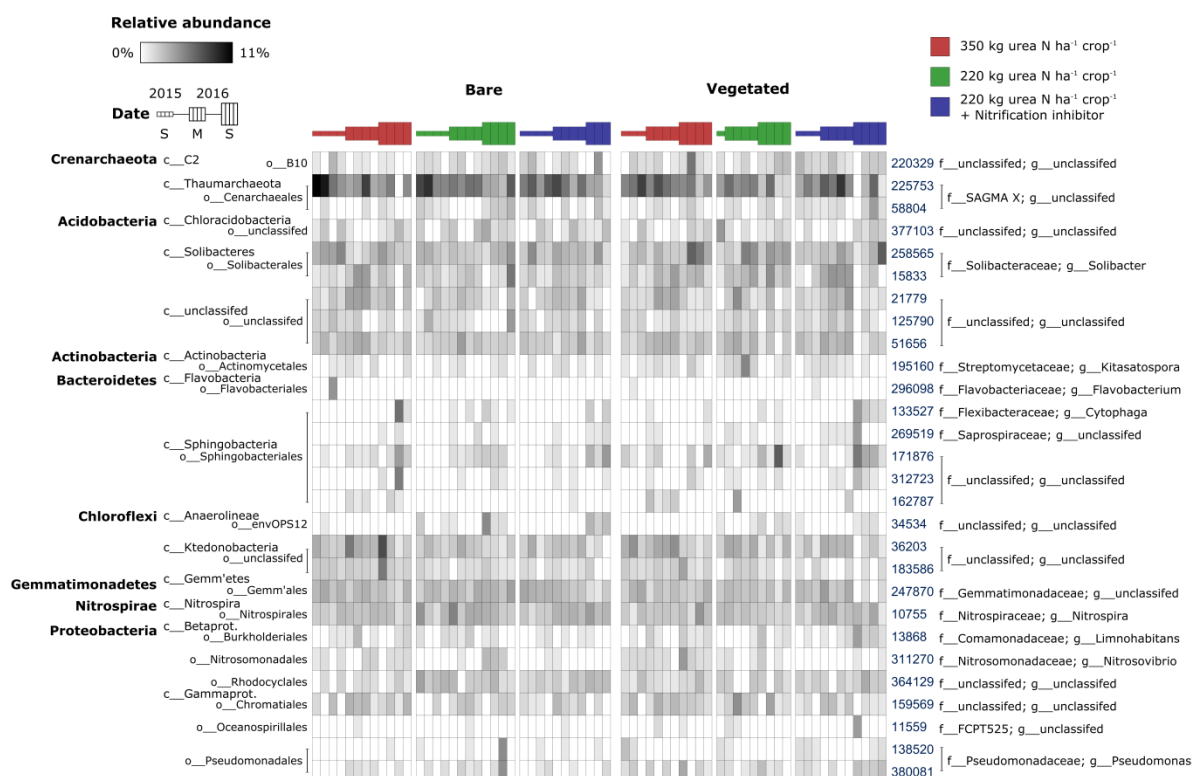 Relative abundance
0% 11%
350 kg urea N ha⁻¹ crop⁻¹
220 kg urea N ha⁻¹ crop⁻¹
220 kg urea N ha⁻¹ crop⁻¹
+ Nitrification inhibitor
2015 2016
Date
S M S
Bare Vegetated
Crenarchaeota c__C2 o__B10 220329 f__unclassifed; g__unclassifed
c__Thaumarchaeota 225753
o__Cenarchaeales f__SAGMA X; g__unclassifed
58804
Acidobacteria c__Chloracidobacteria
o__unclassifed 377103 f__unclassifed; g__unclassifed
c__Solibacteres 258565
o__Solibacterales f__Solibacteraceae; g__Solibacter
15833
21779
c__unclassifed
o__unclassifed 125790 f__unclassifed; g__unclassifed
51656
Actinobacteria c__Actinobacteria
o__Actinomycetales 195160 f__Streptomycetaceae; g__Kitasatospora
Bacteroidetes c__Flavobacteria
o__Flavobacteriales 296098 f__Flavobacteriaceae; g__Flavobacterium
133527 f__Flexibacteraceae; g__Cytophaga
c__Sphingobacteria 269519 f__Saprospiraceae; g__unclassifed
o__Sphingobacteriales 171876
312723 f__unclassifed; g__unclassifed
162787
Chloroflexi c__Anaerolineae
o__envOPS12 34534 f__unclassifed; g__unclassifed
c__Ktedonobacteria 36203
o__unclassifed f__unclassifed; g__unclassifed
183586
Gemmatimonadetes c__Gemm'etes
o__Gemm'ales 247870 f__Gemmatimonadaceae; g__unclassifed
Nitrospirae c__Nitrospira
o__Nitrospirales 10755 f__Nitrospiraceae; g__Nitrospira
Proteobacteria c__Betaprot.
o__Burkholderiales 13868 f__Comamonadaceae; g__Limnohabitans
o__Nitrosomonadales 311270 f__Nitrosomonadaceae; g__Nitrosovibrio
o__Rhodocyclales 364129 f__unclassifed; g__unclassifed
c__Gammaprot.
o__Chromatiales 159569 f__unclassifed; g__unclassifed
o__Oceanospirillales 11559 f__FCPT525; g__unclassifed
138520
o__Pseudomonadales f__Pseudomonadaceae; g__Pseudomonas
380081